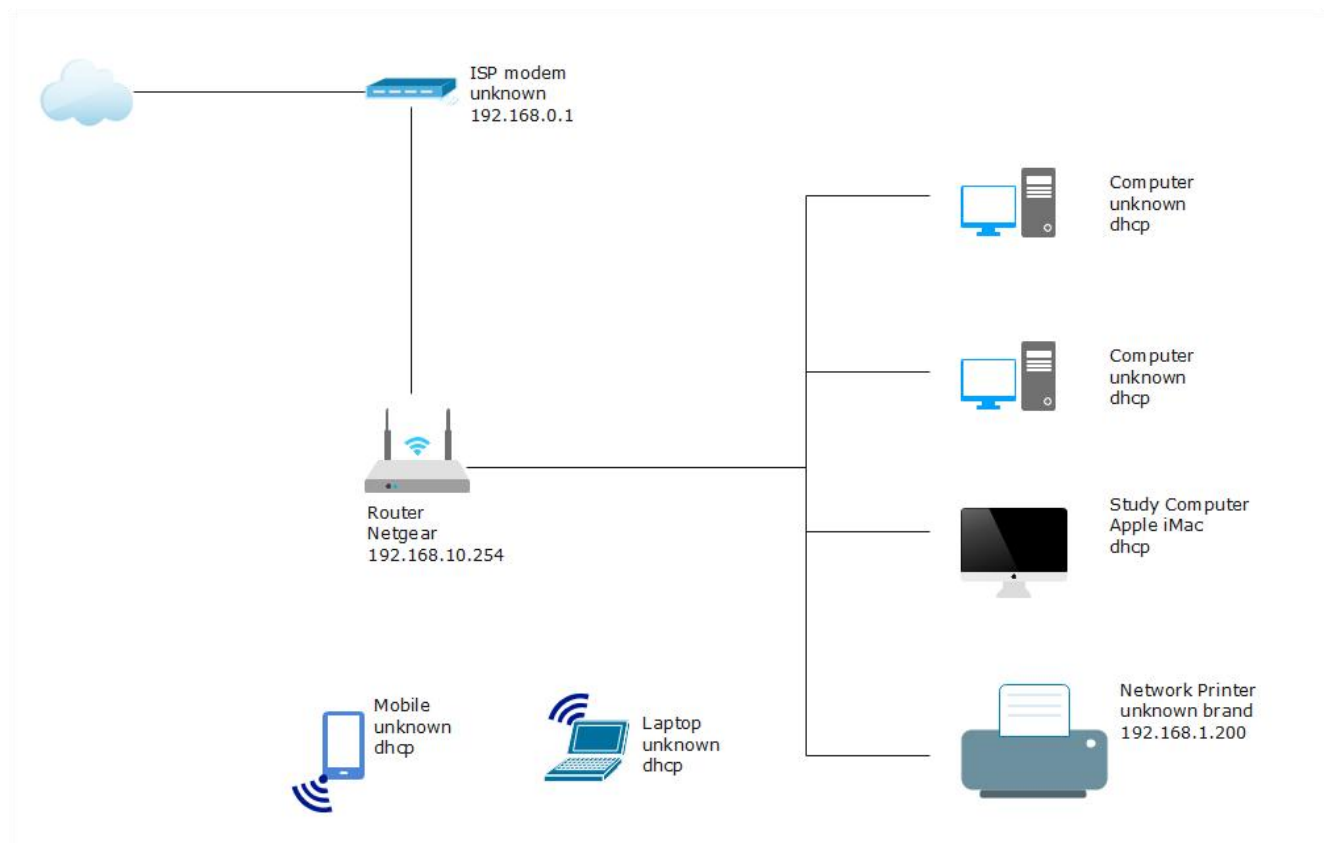 ISP modem
unknown
192.168.0.1
Computer
unknown
dhcp
Computer
unknown
dhcp
Router
Netgear
192.168.10.254
Study Computer
Apple iMac
dhcp
Mobile
unknown
dhcp
Laptop
unknown
dhcp
Network Printer
unknown brand
192.168.1.200